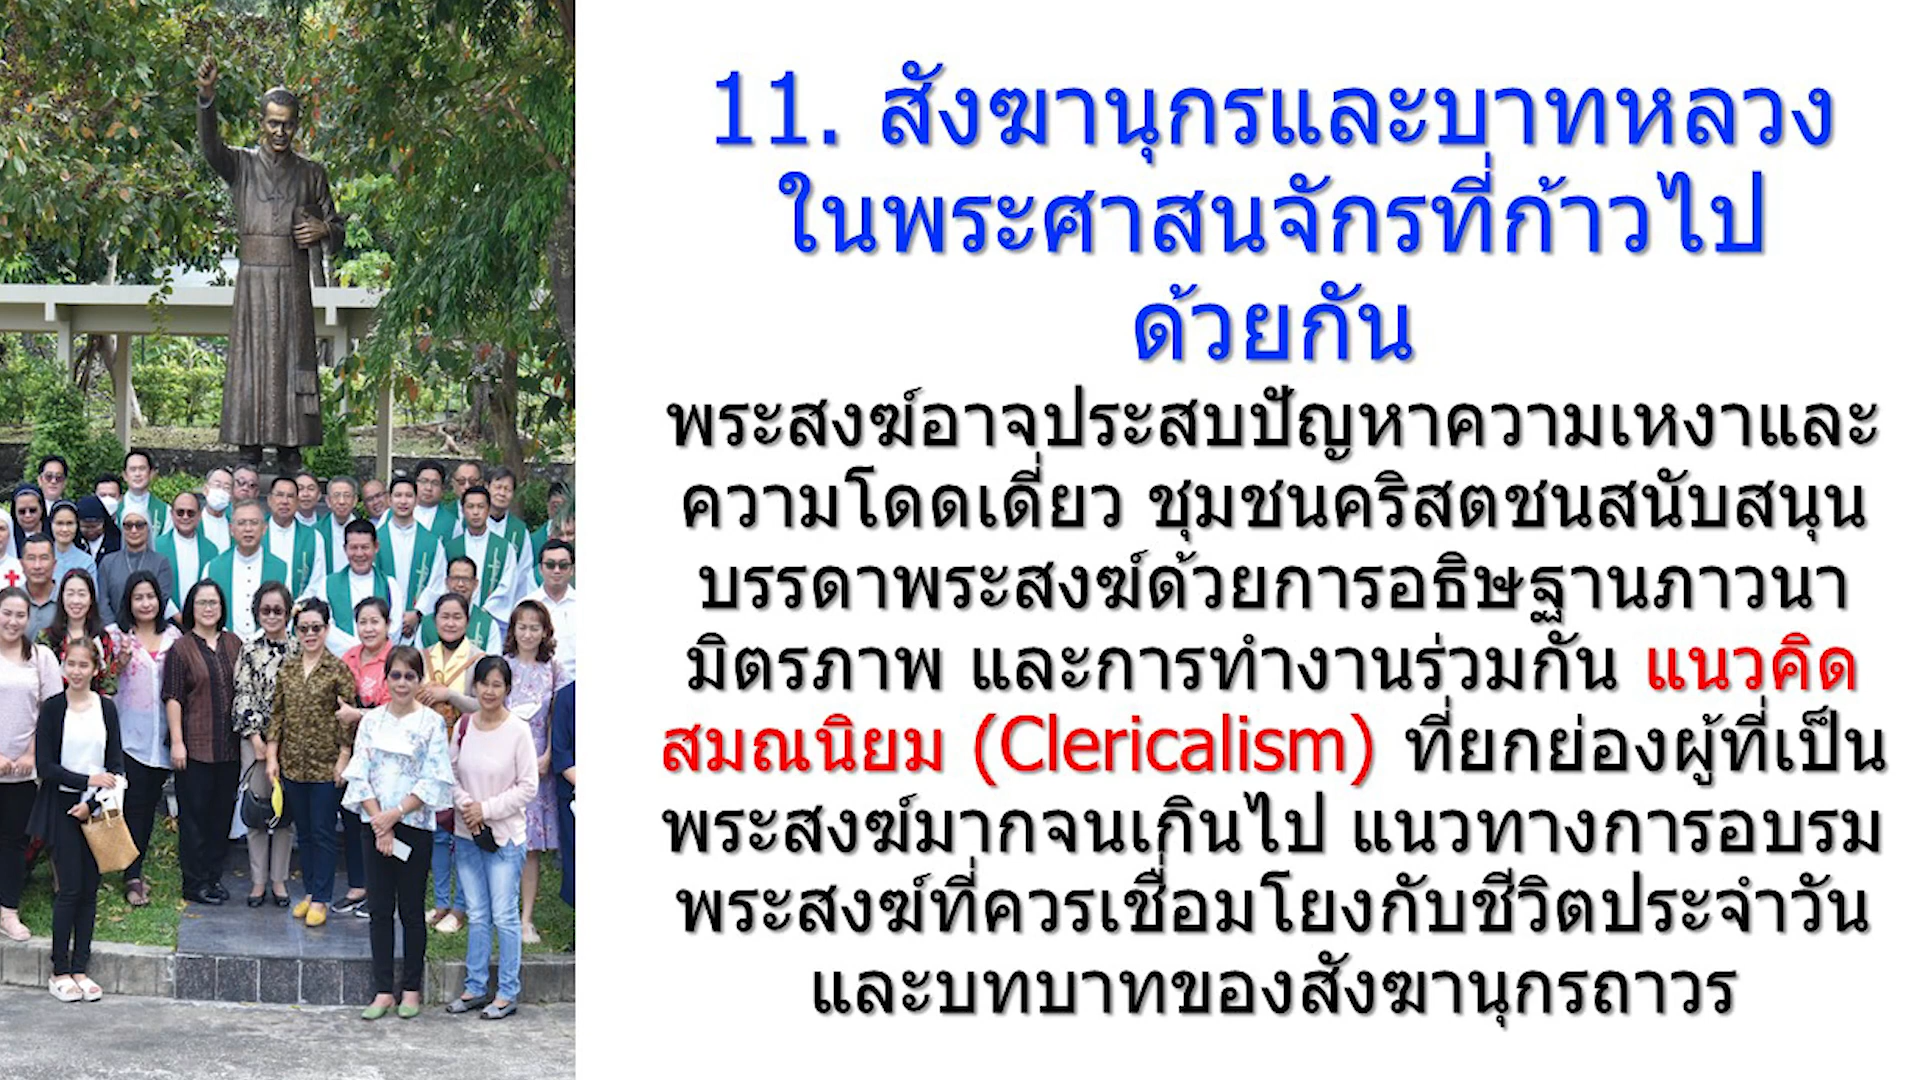 11. สังฆานุกรและบาทหลวง
ในพระศาสนจักรที่ก้าวไป
ด้วยกัน
พระสงฆ์อาจประสบปัญหาความเหงาและ
ความโดดเดี่ยว ชุมชนคริสตชนสนับสนุน
บรรดาพระสงฆ์ด้วยการอธิษฐานภาวนา
มิตรภาพ และการทำงานร่วมกัน แนวคิด
สมณนิยม (Clericalism) ที่ยกย่องผู้ที่เป็น
พระสงฆ์มากจนเกินไป แนวทางการอบรม
พระสงฆ์ที่ควรเชื่อมโยงกับชีวิตประจำวัน
และบทบาทของสังฆานุกรถาวร